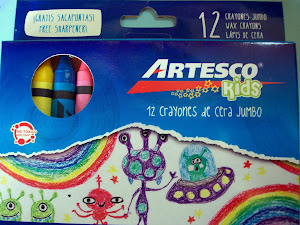 ¡GRATIS SACAPUNTAS!
FREE SHARPENER!
12
CRAYONES JUMBO
WAX CRAYONS
LÁPIS DE CERA
ARTESCO
Kids
12 CRAYONES DE CERA JUMBO